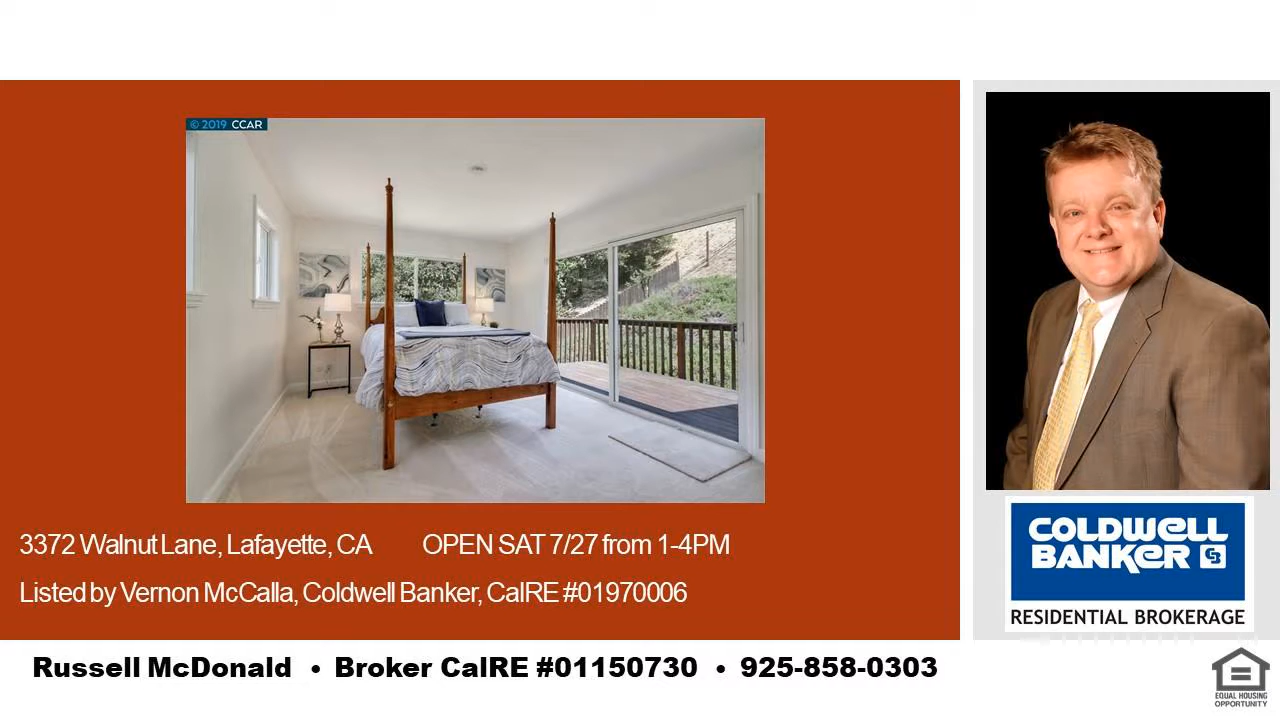 © 2019 CCAR
3372 Walnut Lane, Lafayette, CA OPEN SAT 7/27 from 1-4PM
Listed by Vernon McCalla, Coldwell Banker, CalRE #01970006
COLDWELL
BANKER CB
RESIDENTIAL BROKERAGE
Russell McDonald • Broker CalRE #01150730 • 925-858-0303
EQUAL HOUSING
OPPORTUNITY